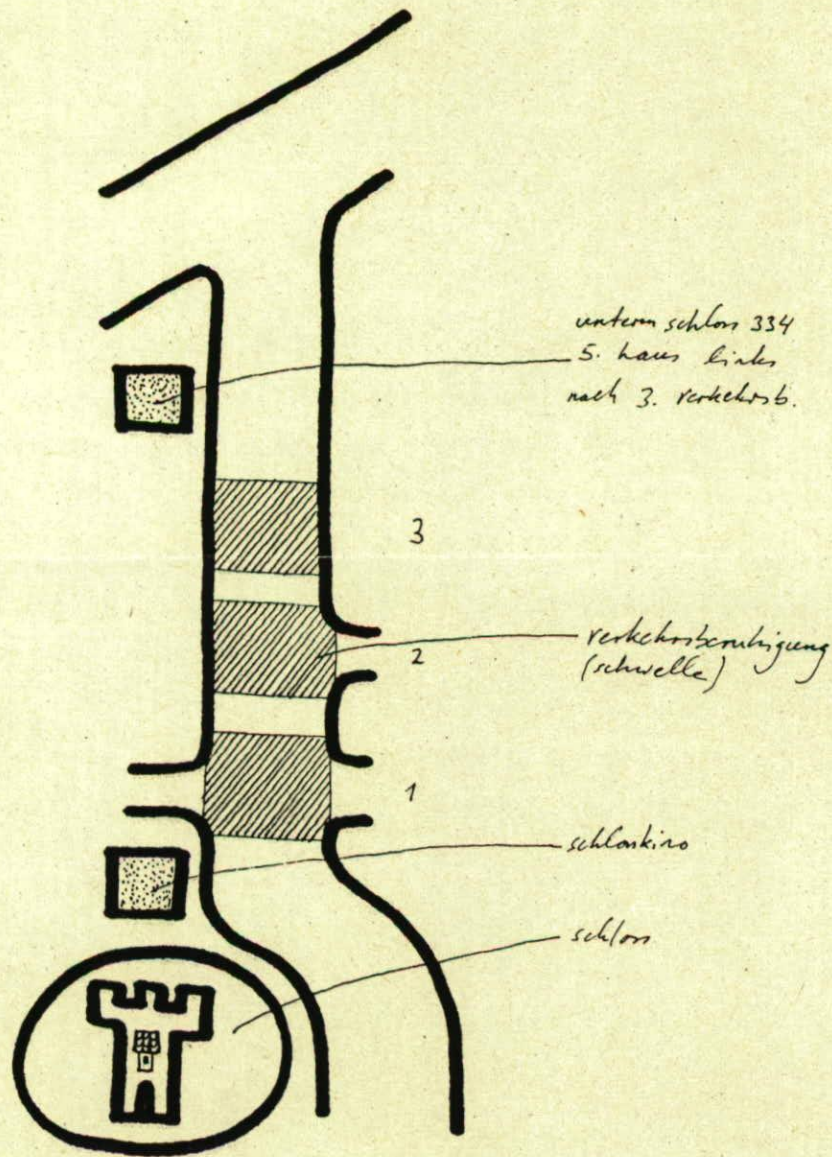 unterm schloss 334
5. haus links
nach 3. verkehrsb.
3
verkehrsberuhigung
(schwelle)
2
1
schlosskino
schloss